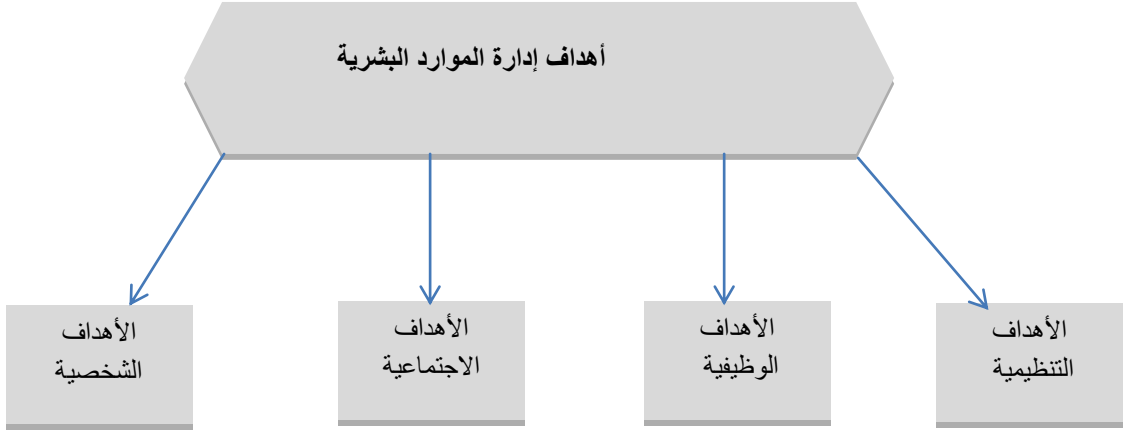 أهداف إدارة الموارد البشرية
الأهداف
التنظيمية
الأهداف
الوظيفية
الأهداف
الاجتماعية
الأهداف
الشخصية